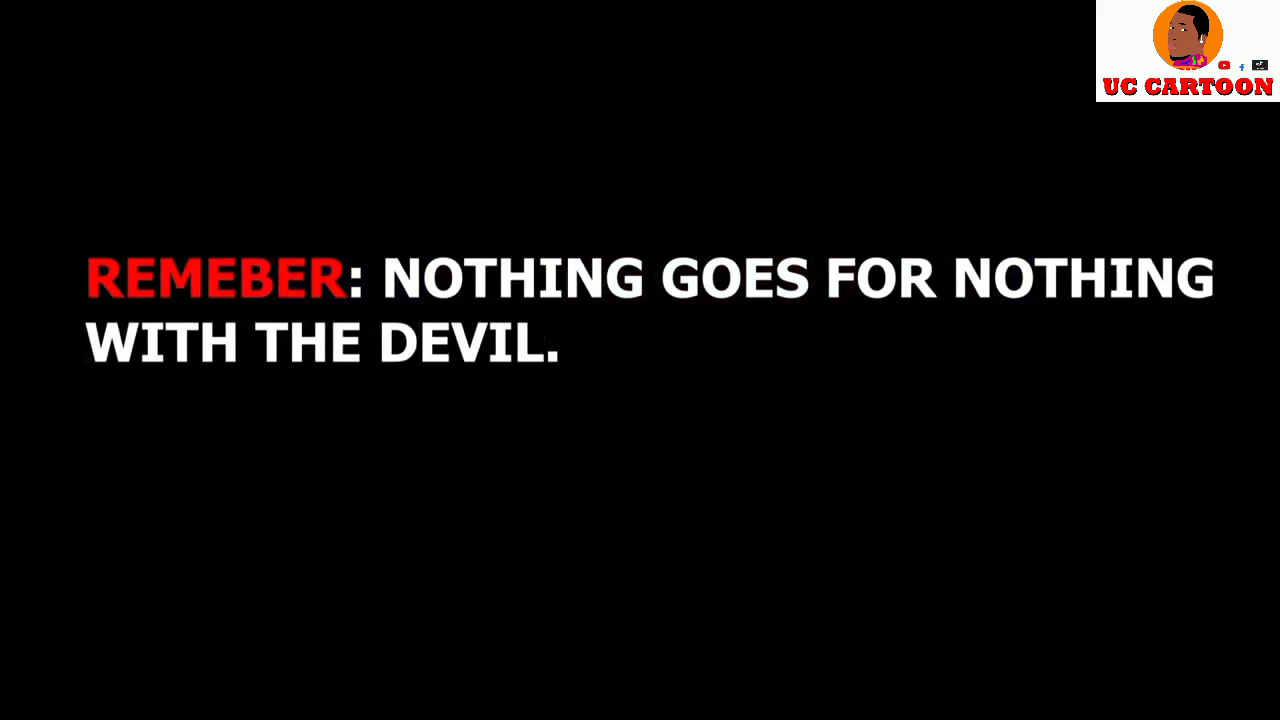 UC CARTOON
REMEBER: NOTHING GOES FOR NOTHING
WITH THE DEVIL.